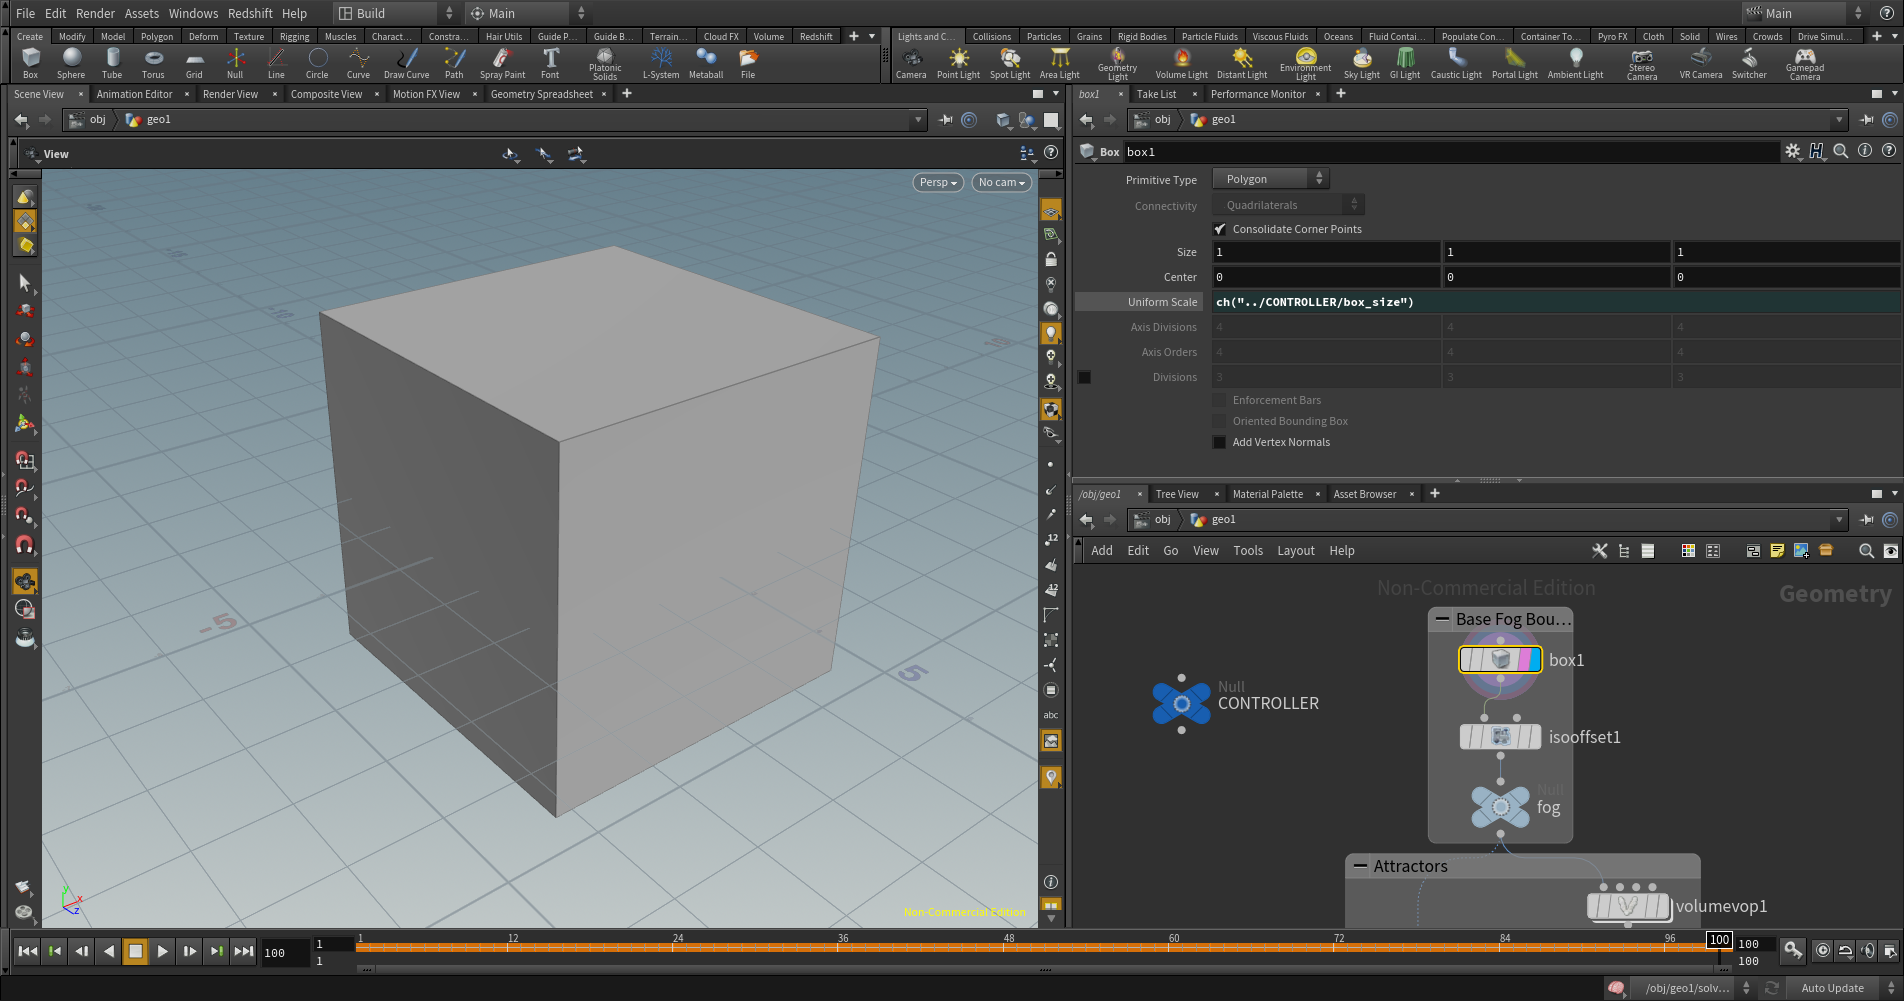 File Edit Render Assets Windows Redshift Help Build Main Main
Create Modify Model Polygon Deform Texture Rigging Muscles Charact... Constra... Hair Utils Guide P... Guide B... Terrain... Cloud FX Volume Redshift
Lights and C... Collisions Particles Grains Rigid Bodies Particle Fluids Viscous Fluids Oceans Fluid Contai... Populate Con... Container To... Pyro FX Cloth Solid Wires Crowds Drive Simul...
Box Sphere Tube Torus Grid Null Line Circle Curve Draw Curve Path Spray Paint Font Platonic Solids L-System Metaball File
Camera Point Light Spot Light Area Light Geometry Light Volume Light Distant Light Environment Light Sky Light GI Light Caustic Light Portal Light Ambient Light Stereo Camera VR Camera Switcher Gamepad Camera
Scene View Animation Editor Render View Composite View Motion FX View Geometry Spreadsheet
obj geo1
View
Persp No cam
-5
5
12
12
abc
y x z
Non-Commercial Edition
box1 Take List Performance Monitor
obj geo1
Box box1
Primitive Type Polygon
Connectivity Quadrilaterals
Consolidate Corner Points
Size 1 1 1
Center 0 0 0
Uniform Scale ch("../CONTROLLER/box_size")
Axis Divisions 4 4 4
Axis Orders 4 4 4
Divisions 3 3 3
Enforcement Bars
Oriented Bounding Box
Add Vertex Normals
/obj/geo1 Tree View Material Palette Asset Browser
obj geo1
Add Edit Go View Tools Layout Help
Non-Commercial Edition
Geometry
Base Fog Bou...
box1
Null
CONTROLLER
isooffset1
Null
fog
Attractors
volumevop1
100 1 1 12 24 36 48 60 72 84 96 100 100
1 100
/obj/geo1/solv... Auto Update